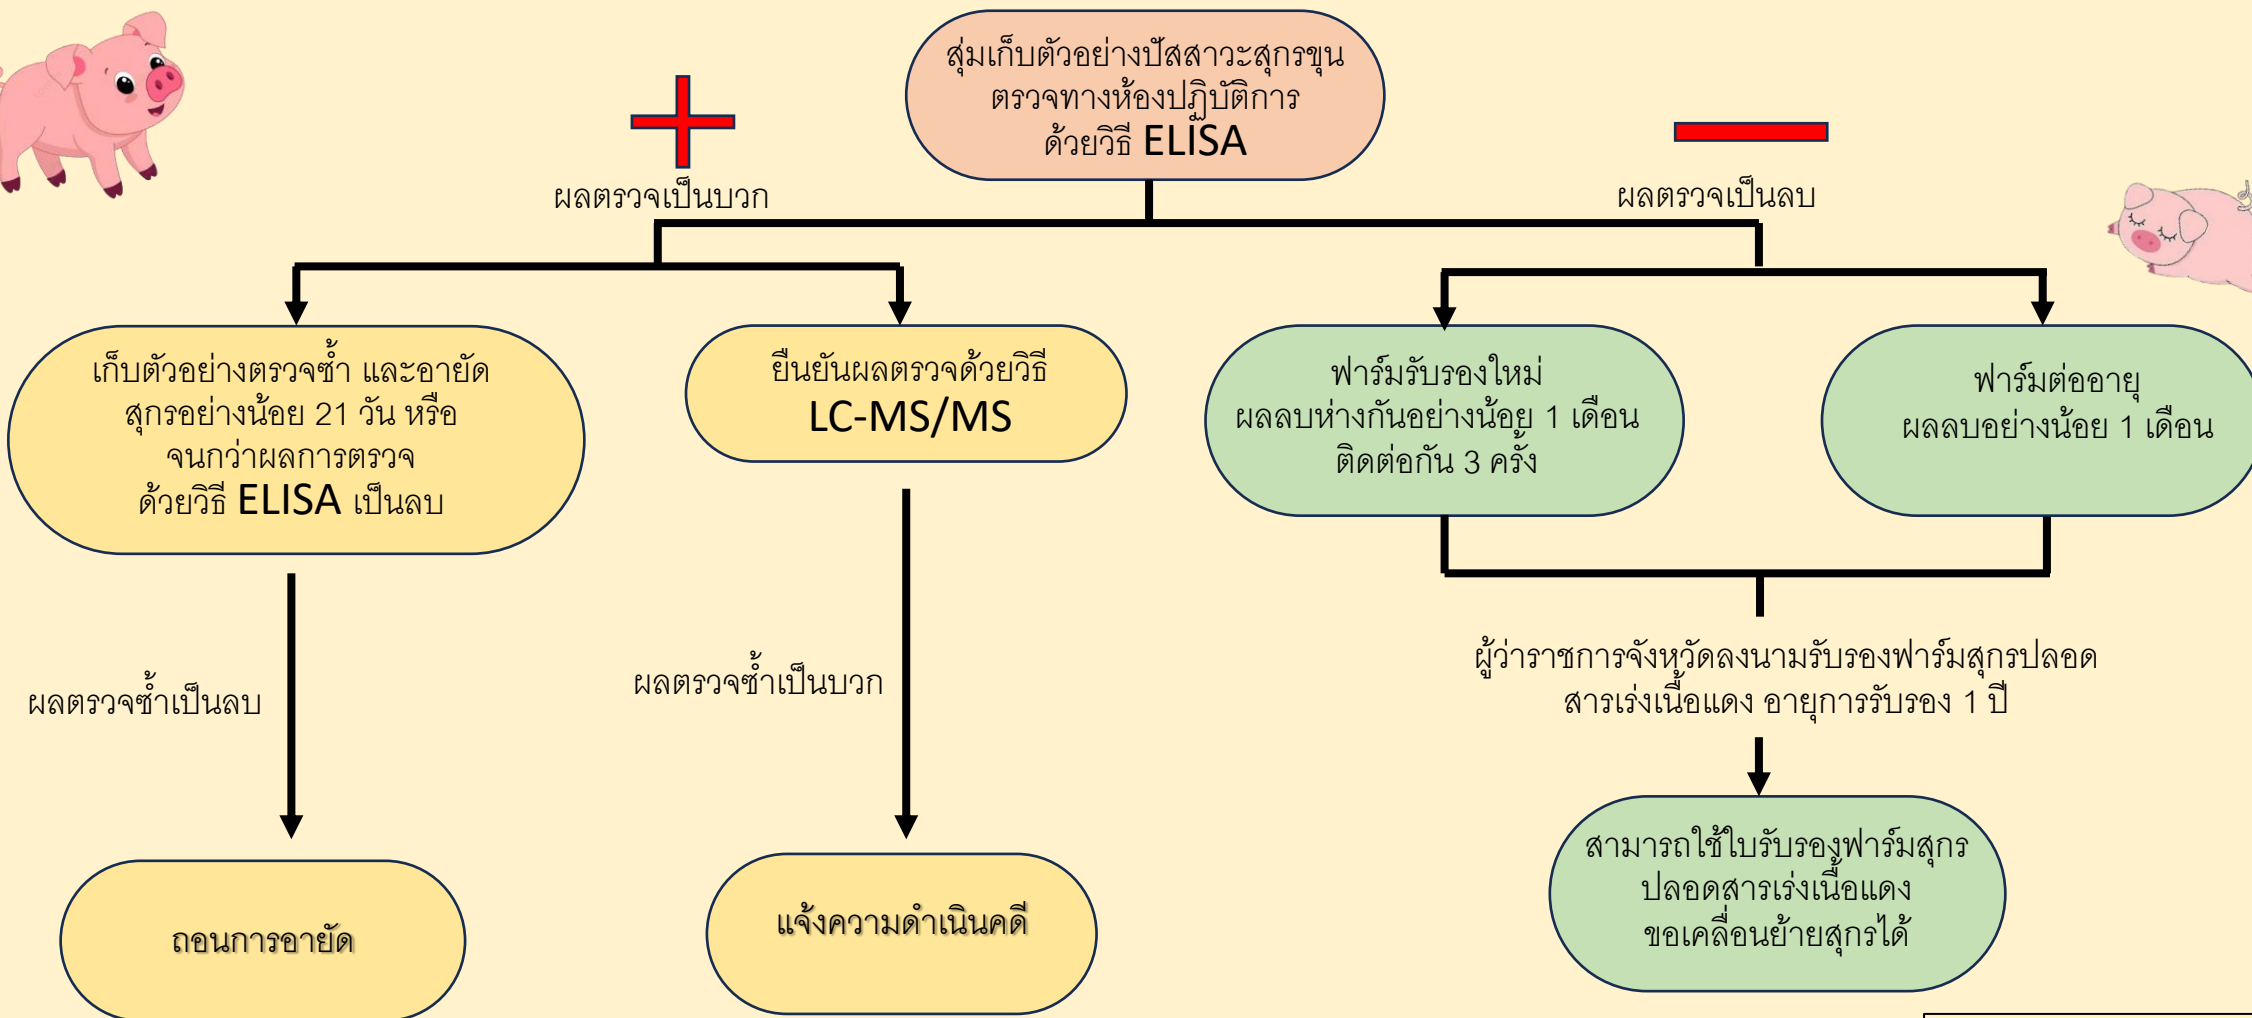 สุ่มเก็บตัวอย่างปัสสาวะสุกรขุน
ตรวจทางห้องปฏิบัติการ
ด้วยวิธี ELISA
ผลตรวจเป็นบวก
ผลตรวจเป็นลบ
เก็บตัวอย่างตรวจซ้ำ และอายัด
สุกรอย่างน้อย 21 วัน หรือ
จนกว่าผลการตรวจ
ด้วยวิธี ELISA เป็นลบ
ยืนยันผลตรวจด้วยวิธี
LC-MS/MS
ฟาร์มรับรองใหม่
ผลลบห่างกันอย่างน้อย 1 เดือน
ติดต่อกัน 3 ครั้ง
ฟาร์มต่ออายุ
ผลลบอย่างน้อย 1 เดือน
ผลตรวจซ้ำเป็นลบ
ผลตรวจซ้ำเป็นบวก
ผู้ว่าราชการจังหวัดลงนามรับรองฟาร์มสุกรปลอด
สารเร่งเนื้อแดง อายุการรับรอง 1 ปี
ถอนการอายัด
แจ้งความดำเนินคดี
สามารถใช้ใบรับรองฟาร์มสุกร
ปลอดสารเร่งเนื้อแดง
ขอเคลื่อนย้ายสุกรได้